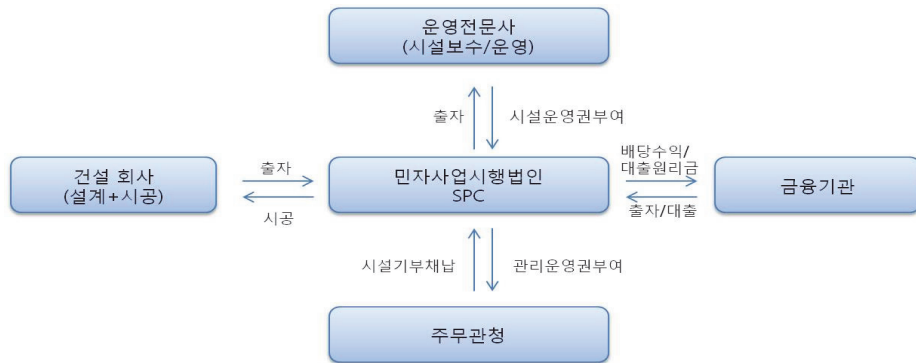 운영전문사
(시설보수/운영)
출자
시설운영권부여
건설 회사
(설계+시공)
출자
시공
민자사업시행법인
SPC
배당수익/
대출원리금
출자/대출
금융기관
시설기부채납
관리운영권부여
주무관청